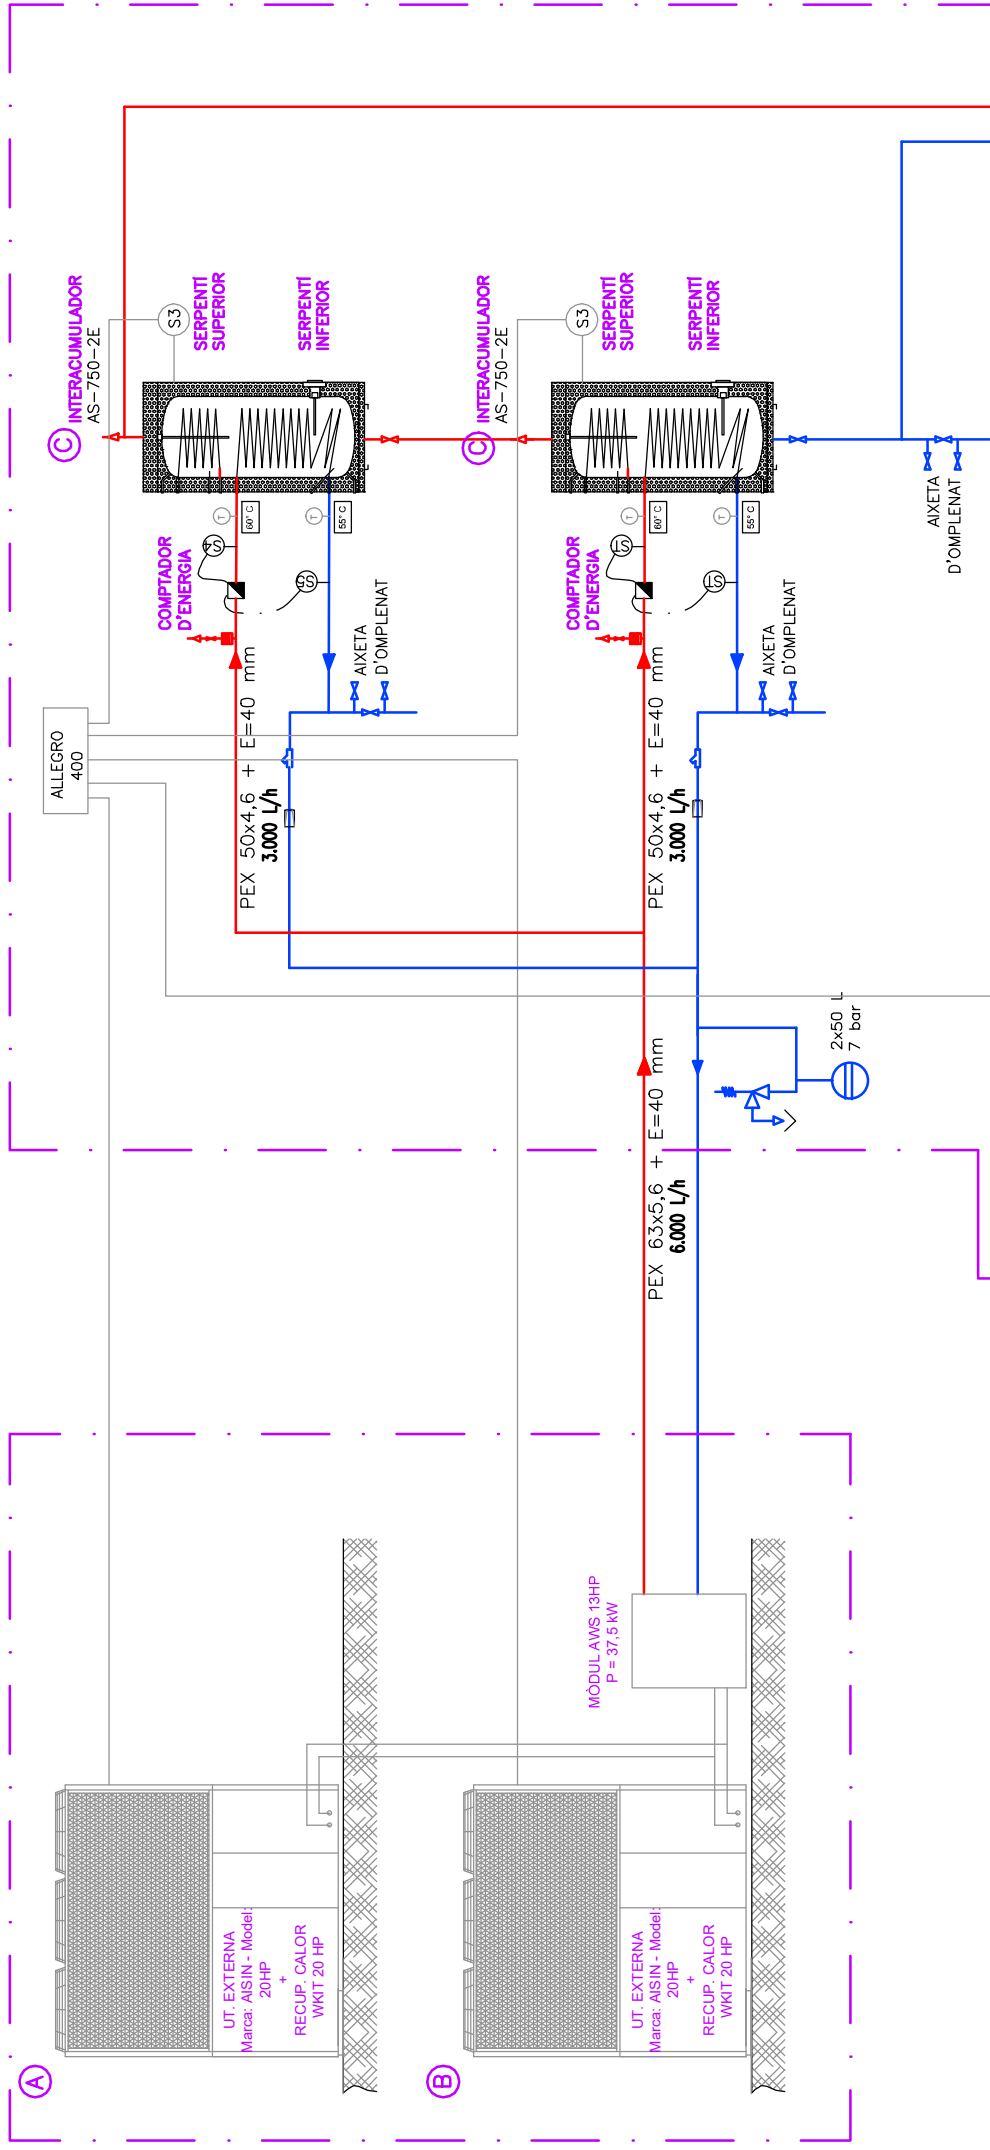 C
INTERACUMULADOR
AS-750-2E
S3
SERPENTÍ
SUPERIOR
SERPENTÍ
INFERIOR
C
INTERACUMULADOR
AS-750-2E
S3
SERPENTÍ
SUPERIOR
SERPENTÍ
INFERIOR
T
60°C
T
55°C
S4
S5
COMPTADOR
D'ENERGIA
AIXETA
D'OMPLENAT
T
60°C
T
55°C
ST
ST
COMPTADOR
D'ENERGIA
AIXETA
D'OMPLENAT
AIXETA
D'OMPLENAT
ALLEGRO
400
PEX 50x4,6 + E=40 mm
3.000 L/h
PEX 50x4,6 + E=40 mm
3.000 L/h
2x50 L
7 bar
PEX 63x5,6 + E=40 mm
6.000 L/h
MÒDUL AWS 13HP
P = 37,5 kW
A
UT. EXTERNA
Marca: AISIN - Model:
20HP
+
RECUP. CALOR
WKIT 20 HP
B
UT. EXTERNA
Marca: AISIN - Model:
20HP
+
RECUP. CALOR
WKIT 20 HP